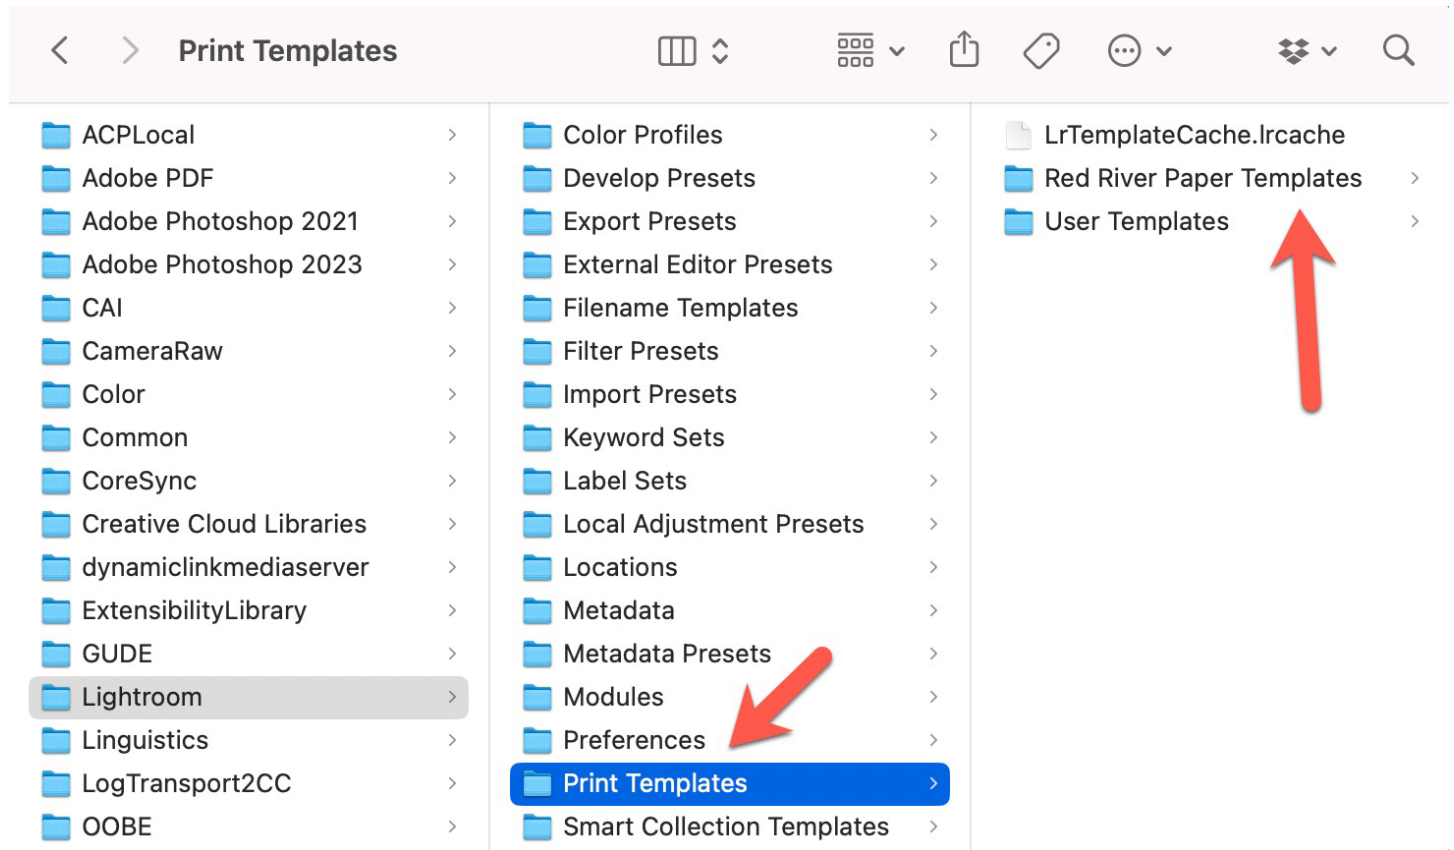 Print Templates
ACPLocal
Adobe PDF
Adobe Photoshop 2021
Adobe Photoshop 2023
CAI
CameraRaw
Color
Common
CoreSync
Creative Cloud Libraries
dynamiclinkmediaserver
ExtensibilityLibrary
GUDE
Lightroom
Linguistics
LogTransport2CC
OOBE
Color Profiles
Develop Presets
Export Presets
External Editor Presets
Filename Templates
Filter Presets
Import Presets
Keyword Sets
Label Sets
Local Adjustment Presets
Locations
Metadata
Metadata Presets
Modules
Preferences
Print Templates
Smart Collection Templates
LrTemplateCache.lrcache
Red River Paper Templates
User Templates